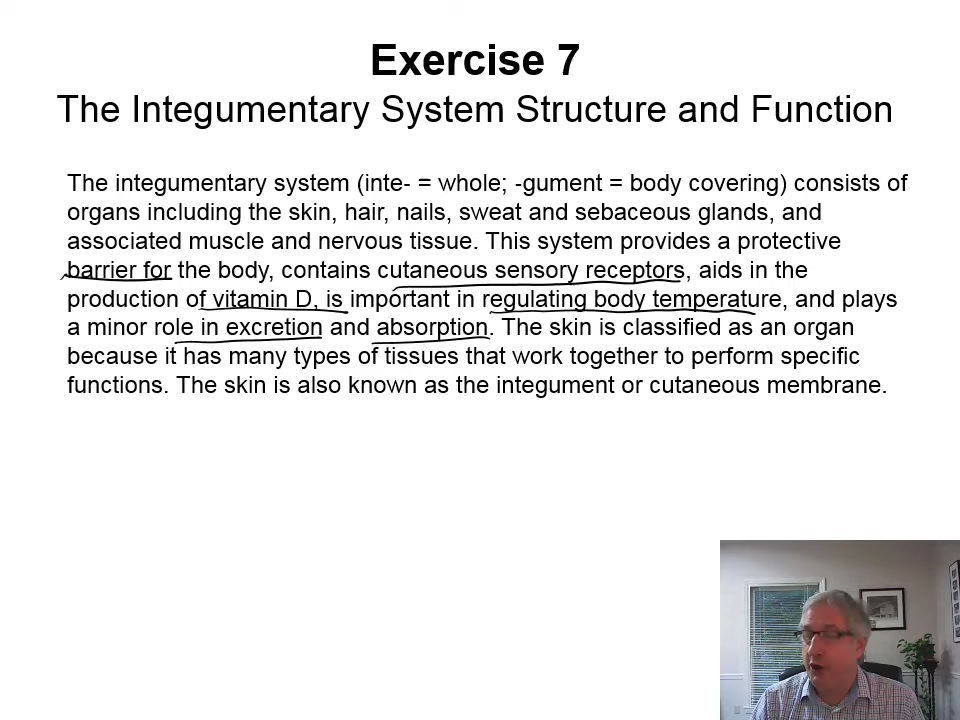 Exercise 7
The Integumentary System Structure and Function
The integumentary system (inte- = whole; -gument = body covering) consists of
organs including the skin, hair, nails, sweat and sebaceous glands, and
associated muscle and nervous tissue. This system provides a protective
barrier for the body, contains cutaneous sensory receptors, aids in the
production of vitamin D, is important in regulating body temperature, and plays
a minor role in excretion and absorption. The skin is classified as an organ
because it has many types of tissues that work together to perform specific
functions. The skin is also known as the integument or cutaneous membrane.